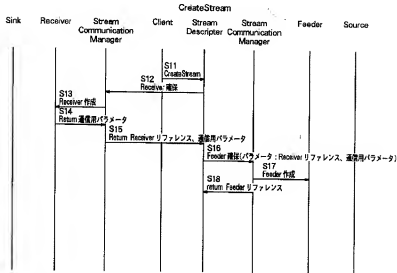 CreateStream
Sink
Receiver
Stream
Communication
Manager
Client
Stream
Descripter
Stream
Communication
Manager
Feeder
Source
S11
CreateStream
S12
Receiver 確保
S13
Receiver 作成
S14
Return 通信用パラメータ
S15
Return Receiver リファレンス、通信用パラメータ
S16
Feeder 確保(パラメータ：Receiver リファレンス、通信用パラメータ)
S17
Feeder 作成
S18
return Feeder リファレンス